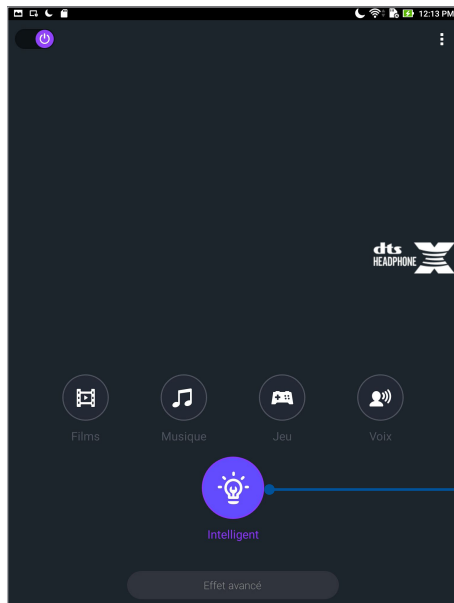 12:13 PM
dts
HEADPHONE X
Films
Musique
Jeu
Voix
Intelligent
Effet avancé